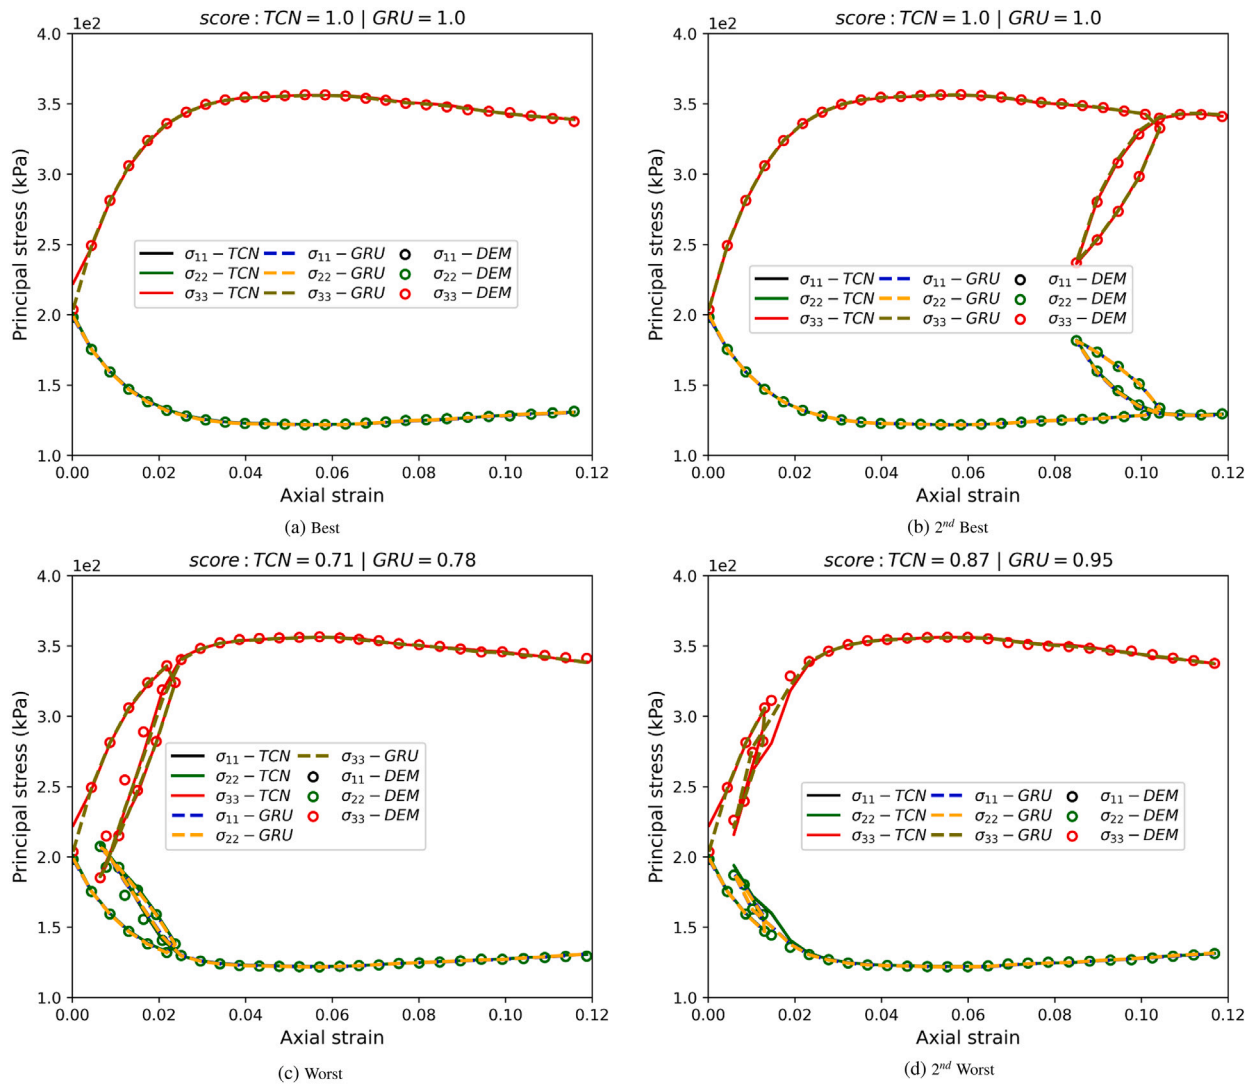 score: TCN = 1.0 | GRU = 1.0
1e2
4.0
3.5
3.0
2.5
2.0
1.5
1.0
Principal stress (kPa)
σ11 − TCN σ11 − GRU σ11 − DEM
σ22 − TCN σ22 − GRU σ22 − DEM
σ33 − TCN σ33 − GRU σ33 − DEM
0.00 0.02 0.04 0.06 0.08 0.10 0.12
Axial strain
(a) Best
score: TCN = 1.0 | GRU = 1.0
1e2
4.0
3.5
3.0
2.5
2.0
1.5
1.0
Principal stress (kPa)
σ11 − TCN σ11 − GRU σ11 − DEM
σ22 − TCN σ22 − GRU σ22 − DEM
σ33 − TCN σ33 − GRU σ33 − DEM
0.00 0.02 0.04 0.06 0.08 0.10 0.12
Axial strain
(b) 2nd Best
score: TCN = 0.71 | GRU = 0.78
1e2
4.0
3.5
3.0
2.5
2.0
1.5
1.0
Principal stress (kPa)
σ11 − TCN σ33 − GRU
σ22 − TCN σ11 − DEM
σ33 − TCN σ22 − DEM
σ11 − GRU σ33 − DEM
σ22 − GRU
0.00 0.02 0.04 0.06 0.08 0.10 0.12
Axial strain
(c) Worst
score: TCN = 0.87 | GRU = 0.95
1e2
4.0
3.5
3.0
2.5
2.0
1.5
1.0
Principal stress (kPa)
σ11 − TCN σ11 − GRU σ11 − DEM
σ22 − TCN σ22 − GRU σ22 − DEM
σ33 − TCN σ33 − GRU σ33 − DEM
0.00 0.02 0.04 0.06 0.08 0.10 0.12
Axial strain
(d) 2nd Worst